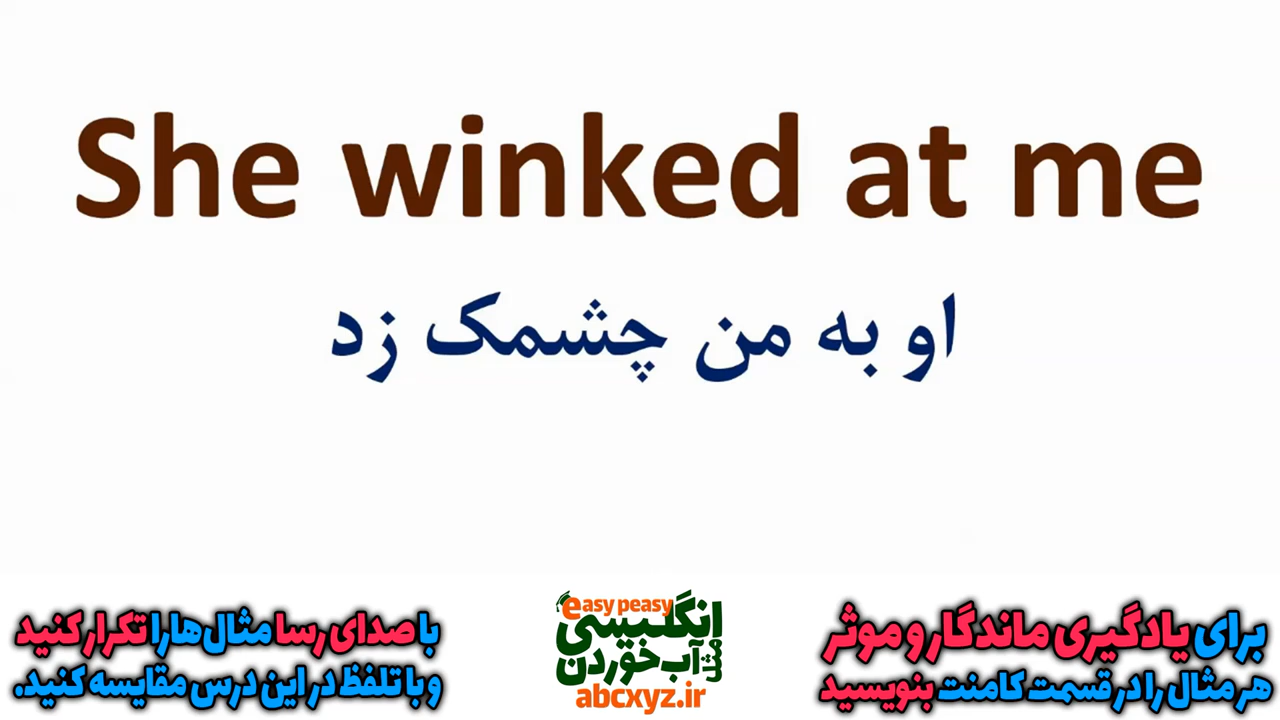 She winked at me
او به من چشمک زد
برای یادگیری ماندگار و موثر
هر مثال را در قسمت کامنت بنویسید
easy peasy
انگلیسی
مثل
آب خوردن
abcxyz.ir
با صدای رسا مثال‌ها را تکرار کنید
و با تلفظ در این درس مقایسه کنید.